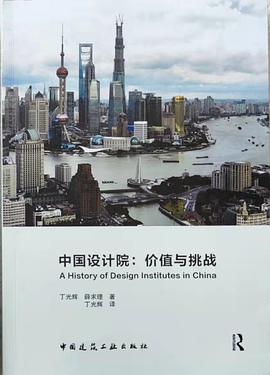 中国设计院：价值与挑战
A History of Design Institutes in China
丁光辉 薛求理 著
丁光辉 译
中国建筑工业出版社
R